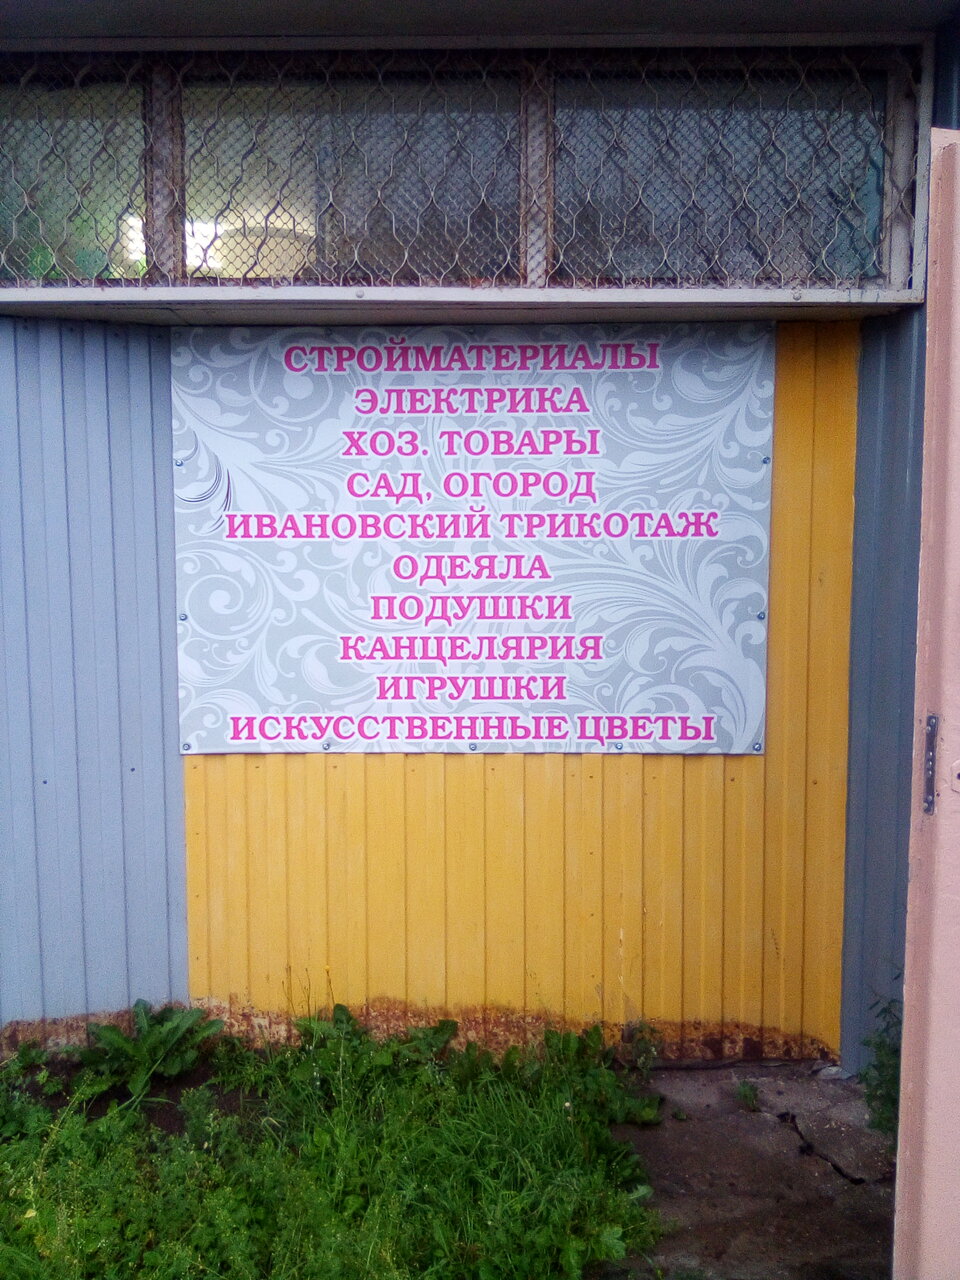 СТРОЙМАТЕРИАЛЫ
ЭЛЕКТРИКА
ХОЗ. ТОВАРЫ
САД, ОГОРОД
ИВАНОВСКИЙ ТРИКОТАЖ
ОДЕЯЛА
ПОДУШКИ
КАНЦЕЛЯРИЯ
ИГРУШКИ
ИСКУССТВЕННЫЕ ЦВЕТЫ